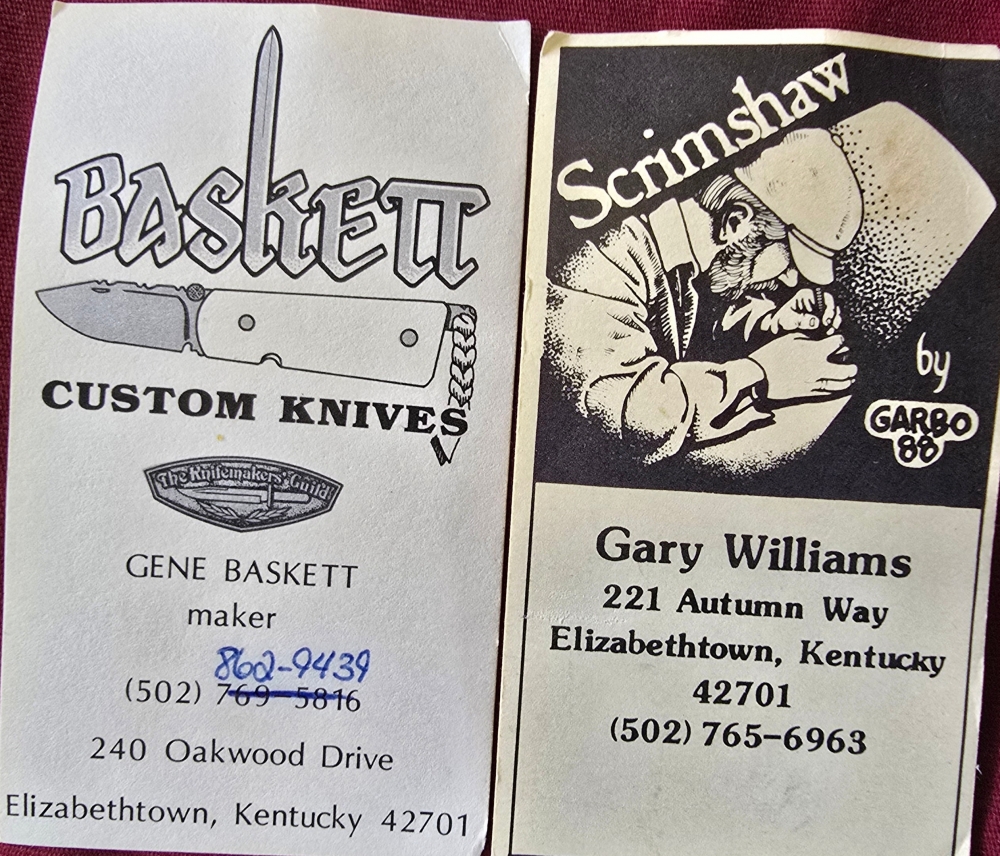 BASKETT
CUSTOM KNIVES
The Knifemakers' Guild
GENE BASKETT
maker
862-9439
(502) 769-5816
240 Oakwood Drive
Elizabethtown, Kentucky 42701
Scrimshaw
by
GARBO
88
Gary Williams
221 Autumn Way
Elizabethtown, Kentucky
42701
(502) 765-6963